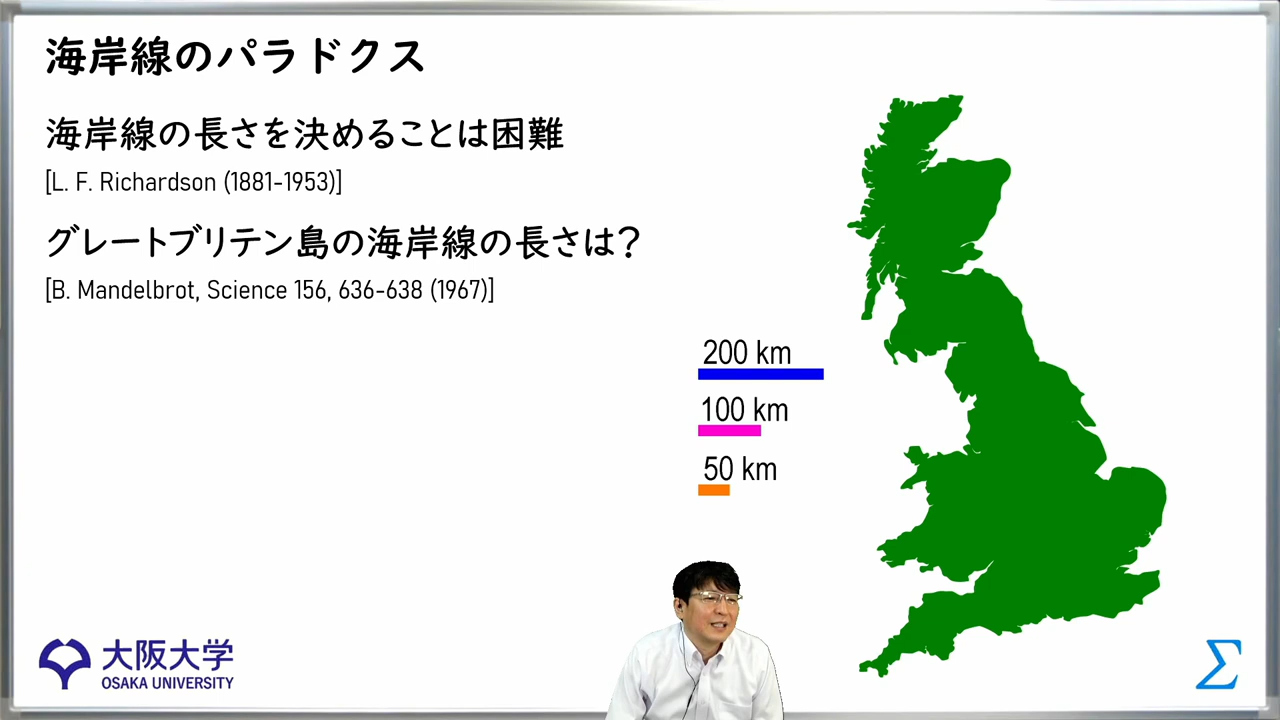 海岸線のパラドクス
海岸線の長さを決めることは困難
[L. F. Richardson (1881-1953)]
グレートブリテン島の海岸線の長さは?
[B. Mandelbrot, Science 156, 636-638 (1967)]
200 km
100 km
50 km
大阪大学
OSAKA UNIVERSITY
Σ